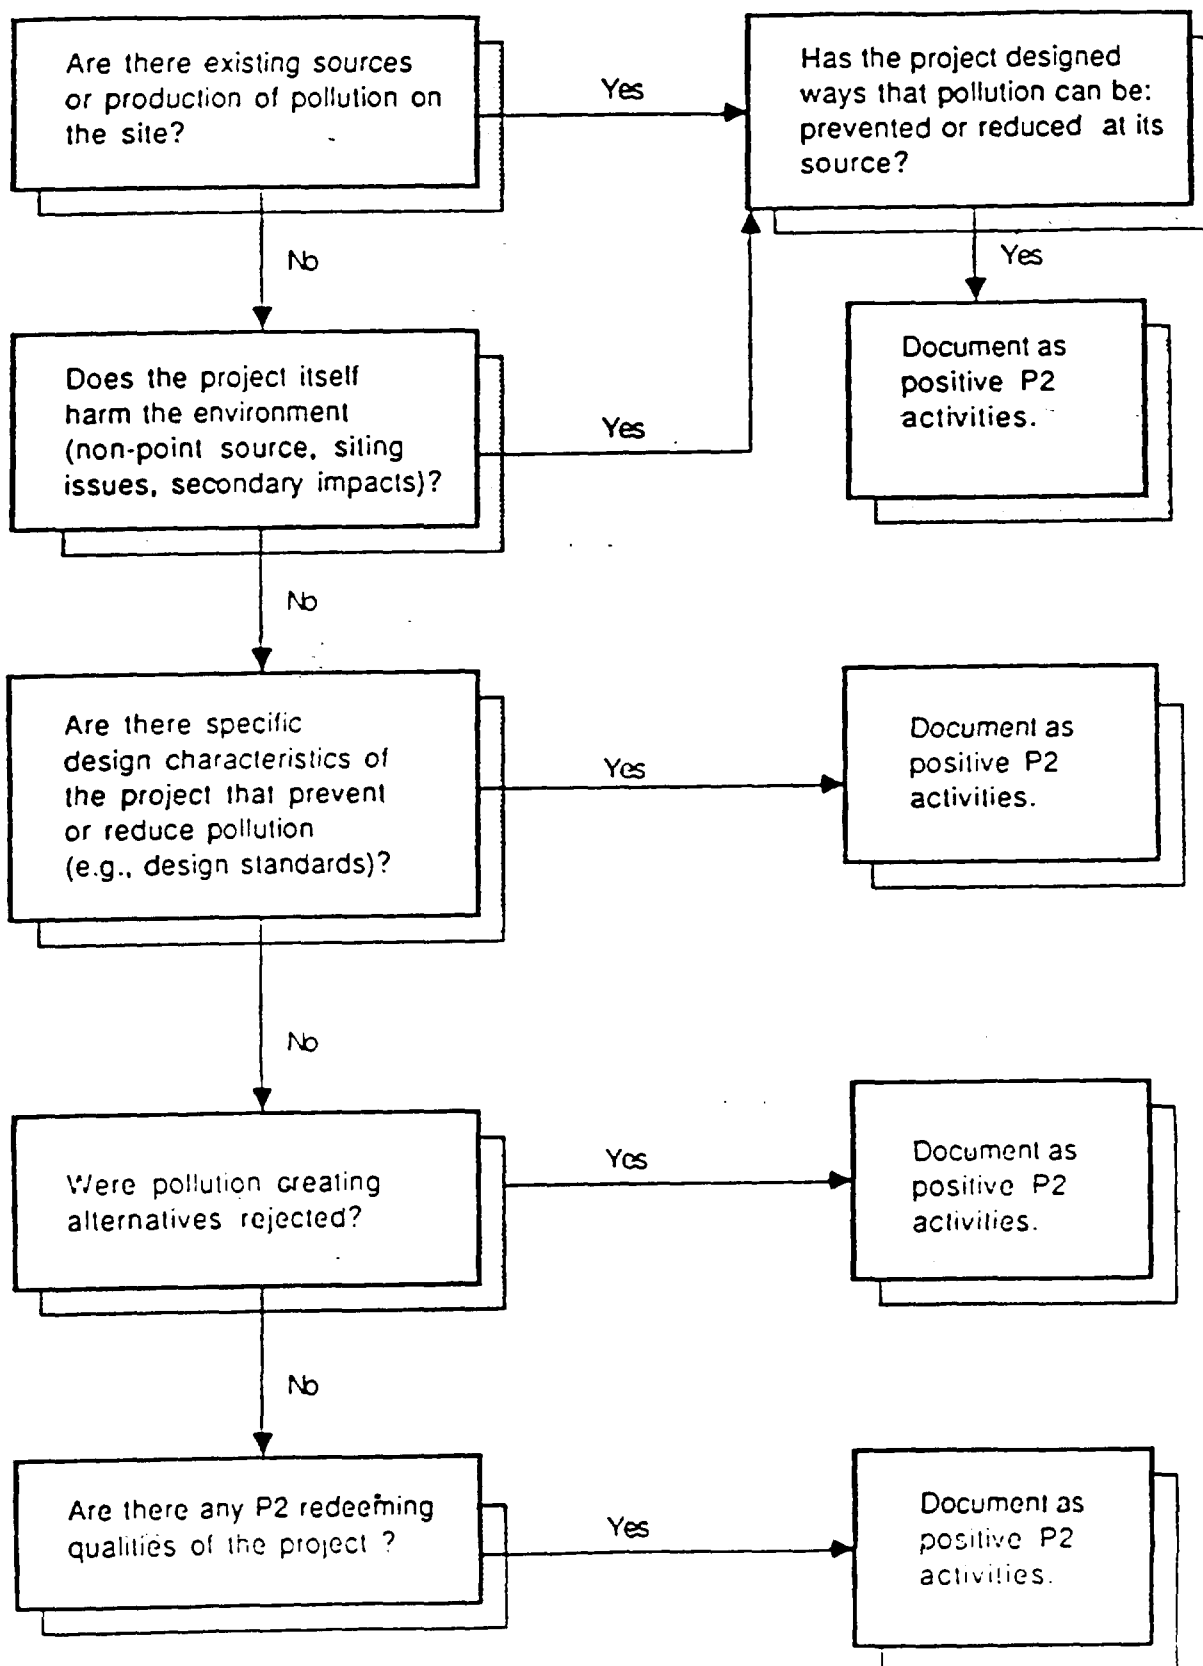 Are there existing sources
or production of pollution on
the site?
Yes
Has the project designed
ways that pollution can be:
prevented or reduced at its
source?
No
Yes
Document as
positive P2
activities.
Does the project itself
harm the environment
(non-point source, siting
issues, secondary impacts)?
Yes
No
Are there specific
design characteristics of
the project that prevent
or reduce pollution
(e.g., design standards)?
Yes
Document as
positive P2
activities.
No
Were pollution creating
alternatives rejected?
Yes
Document as
positive P2
activities.
No
Are there any P2 redeeming
qualities of the project ?
Yes
Document as
positive P2
activities.